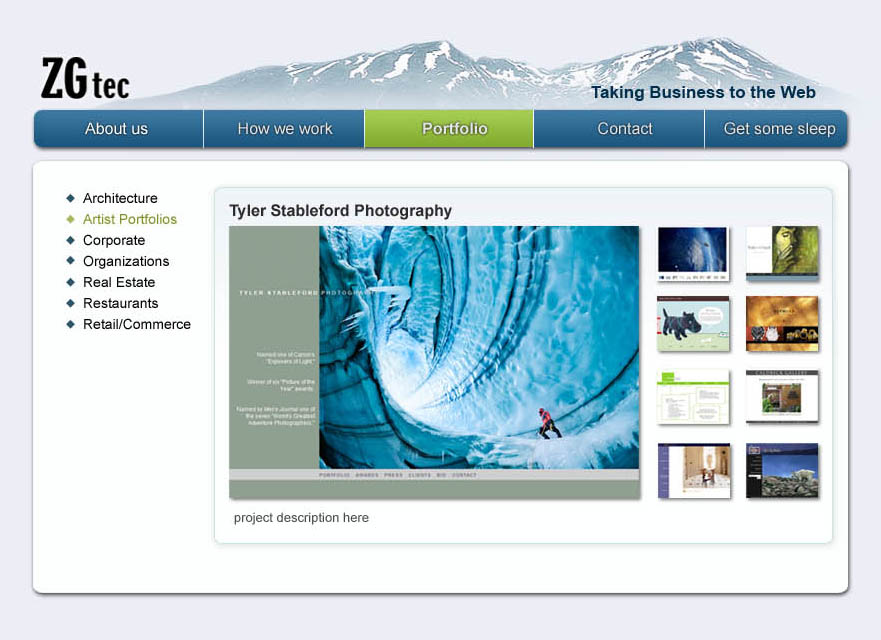 ZG tec
Taking Business to the Web
About us
How we work
Portfolio
Contact
Get some sleep
Architecture
Artist Portfolios
Corporate
Organizations
Real Estate
Restaurants
Retail/Commerce
Tyler Stableford Photography
TYLER STABLEFORD PHOTOGRAPHY
Named one of Canon's
"Explorers of Light."
Winner of six "Picture of the
Year" awards.
Named by Men's Journal one of
the seven "World's Greatest
Adventure Photographers."
PORTFOLIO AWARDS PRESS CLIENTS BIO CONTACT
project description here